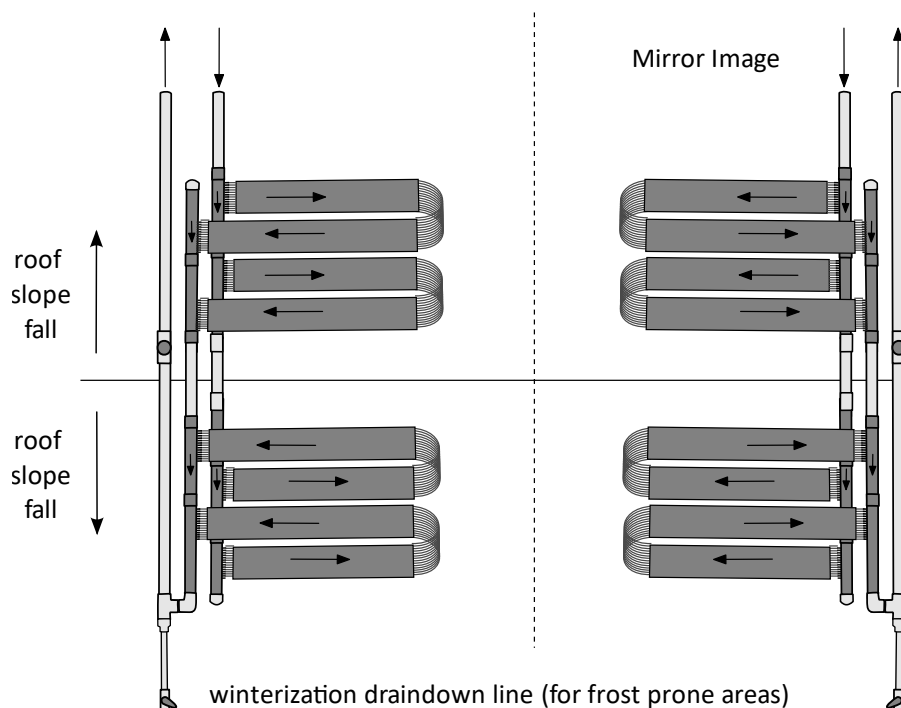 Mirror Image
roof
slope
fall
roof
slope
fall
winterization draindown line (for frost prone areas)